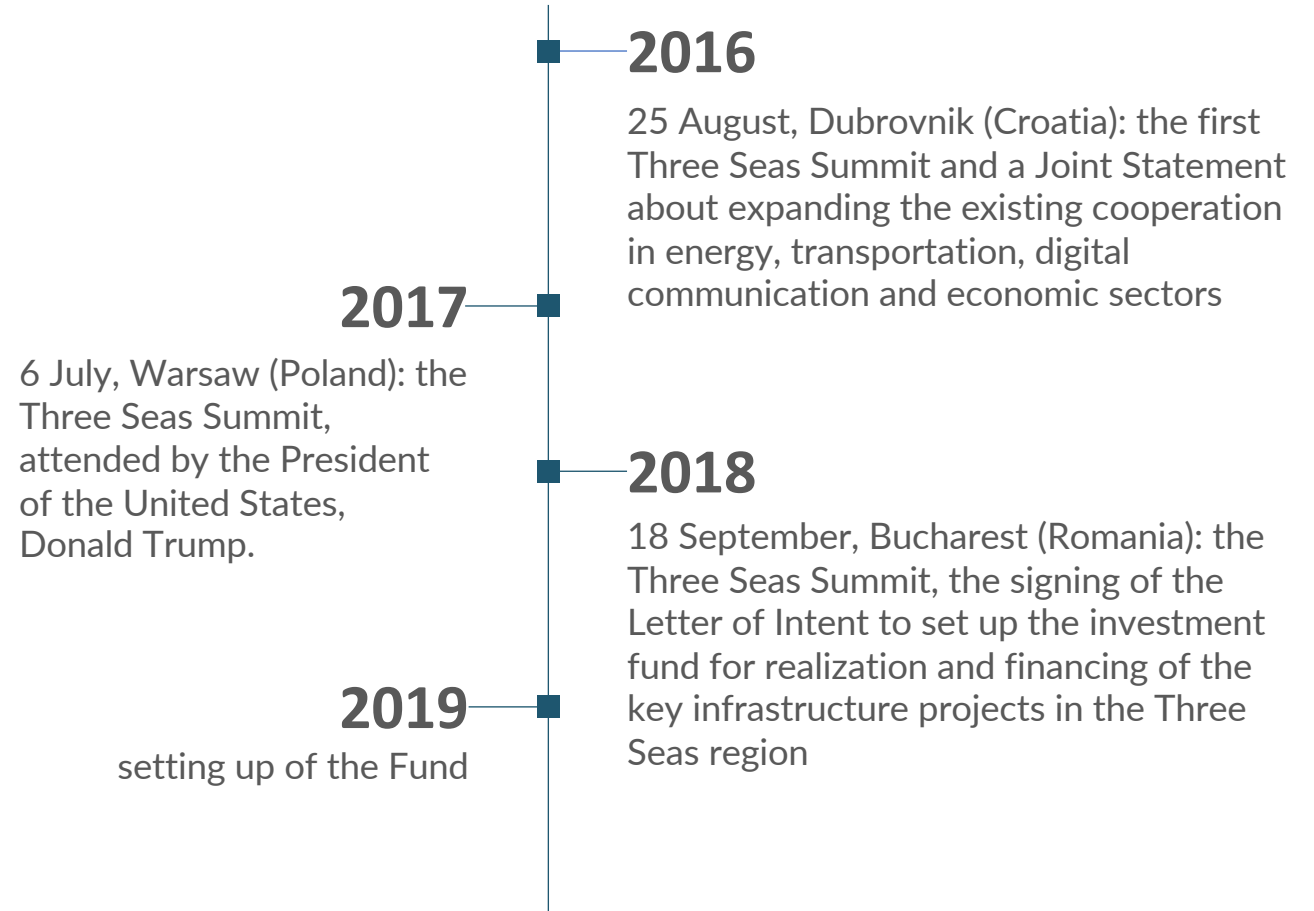 2016
25 August, Dubrovnik (Croatia): the first
Three Seas Summit and a Joint Statement
about expanding the existing cooperation
in energy, transportation, digital
communication and economic sectors
2017
6 July, Warsaw (Poland): the
Three Seas Summit,
attended by the President
of the United States,
Donald Trump.
2018
18 September, Bucharest (Romania): the
Three Seas Summit, the signing of the
Letter of Intent to set up the investment
fund for realization and financing of the
key infrastructure projects in the Three
Seas region
2019
setting up of the Fund